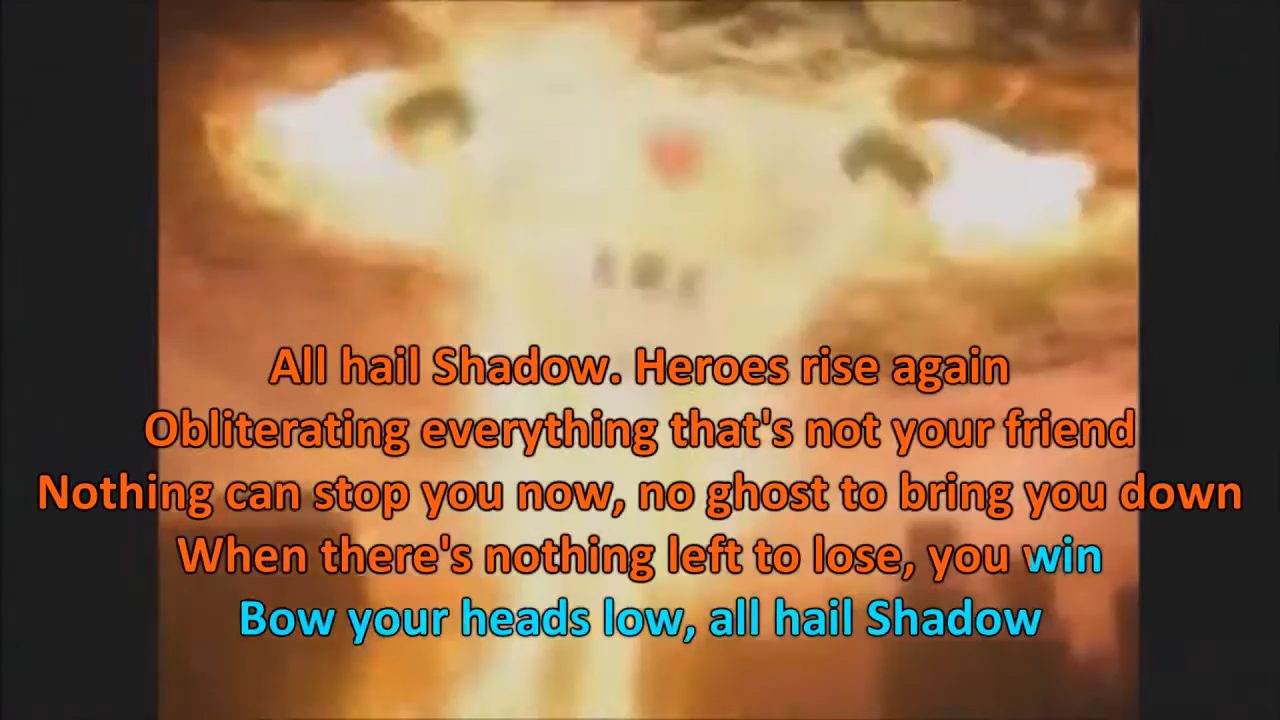 All hail Shadow. Heroes rise again
Obliterating everything that's not your friend
Nothing can stop you now, no ghost to bring you down
When there's nothing left to lose, you win
Bow your heads low, all hail Shadow